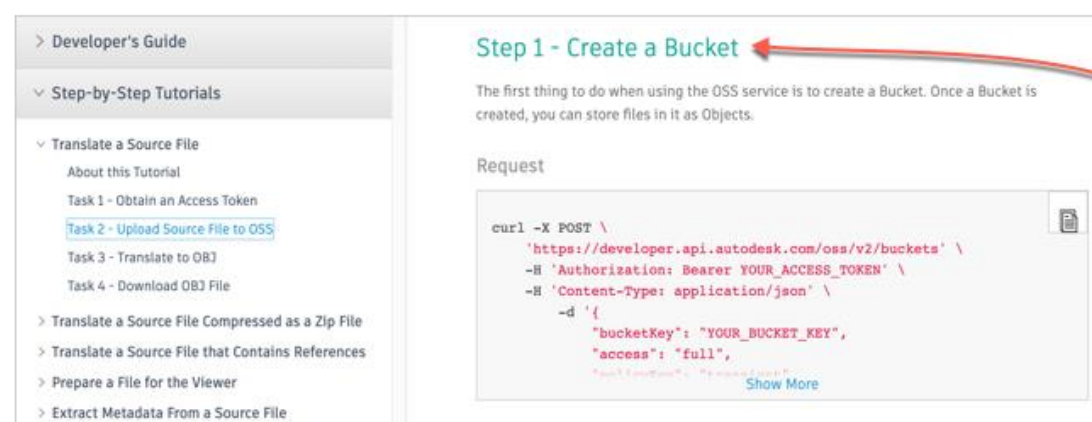 > Developer's Guide
∨ Step-by-Step Tutorials
∨ Translate a Source File
About this Tutorial
Task 1 - Obtain an Access Token
Task 2 - Upload Source File to OSS
Task 3 - Translate to OBJ
Task 4 - Download OBJ File
> Translate a Source File Compressed as a Zip File
> Translate a Source File that Contains References
> Prepare a File for the Viewer
> Extract Metadata From a Source File
Step 1 - Create a Bucket
The first thing to do when using the OSS service is to create a Bucket. Once a Bucket is
created, you can store files in it as Objects.
Request
curl -X POST \
'https://developer.api.autodesk.com/oss/v2/buckets' \
-H 'Authorization: Bearer YOUR_ACCESS_TOKEN' \
-H 'Content-Type: application/json' \
-d '{
"bucketKey": "YOUR_BUCKET_KEY",
"access": "full",
Show More